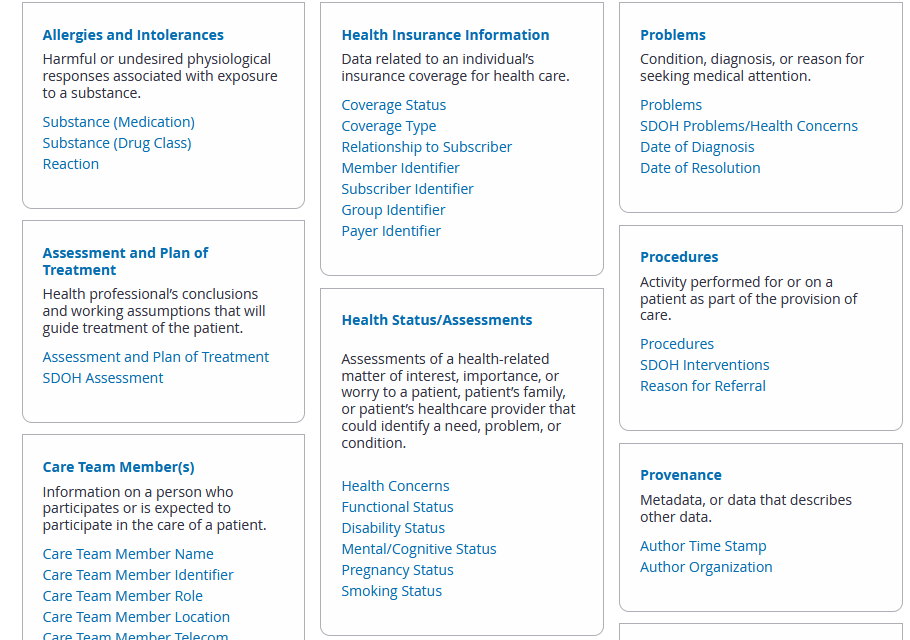 Allergies and Intolerances
Harmful or undesired physiological
responses associated with exposure
to a substance.
Substance (Medication)
Substance (Drug Class)
Reaction
Assessment and Plan of
Treatment
Health professional’s conclusions
and working assumptions that will
guide treatment of the patient.
Assessment and Plan of Treatment
SDOH Assessment
Care Team Member(s)
Information on a person who
participates or is expected to
participate in the care of a patient.
Care Team Member Name
Care Team Member Identifier
Care Team Member Role
Care Team Member Location
Care Team Member Telecom
Health Insurance Information
Data related to an individual’s
insurance coverage for health care.
Coverage Status
Coverage Type
Relationship to Subscriber
Member Identifier
Subscriber Identifier
Group Identifier
Payer Identifier
Health Status/Assessments
Assessments of a health-related
matter of interest, importance, or
worry to a patient, patient’s family,
or patient’s healthcare provider that
could identify a need, problem, or
condition.
Health Concerns
Functional Status
Disability Status
Mental/Cognitive Status
Pregnancy Status
Smoking Status
Problems
Condition, diagnosis, or reason for
seeking medical attention.
Problems
SDOH Problems/Health Concerns
Date of Diagnosis
Date of Resolution
Procedures
Activity performed for or on a
patient as part of the provision of
care.
Procedures
SDOH Interventions
Reason for Referral
Provenance
Metadata, or data that describes
other data.
Author Time Stamp
Author Organization